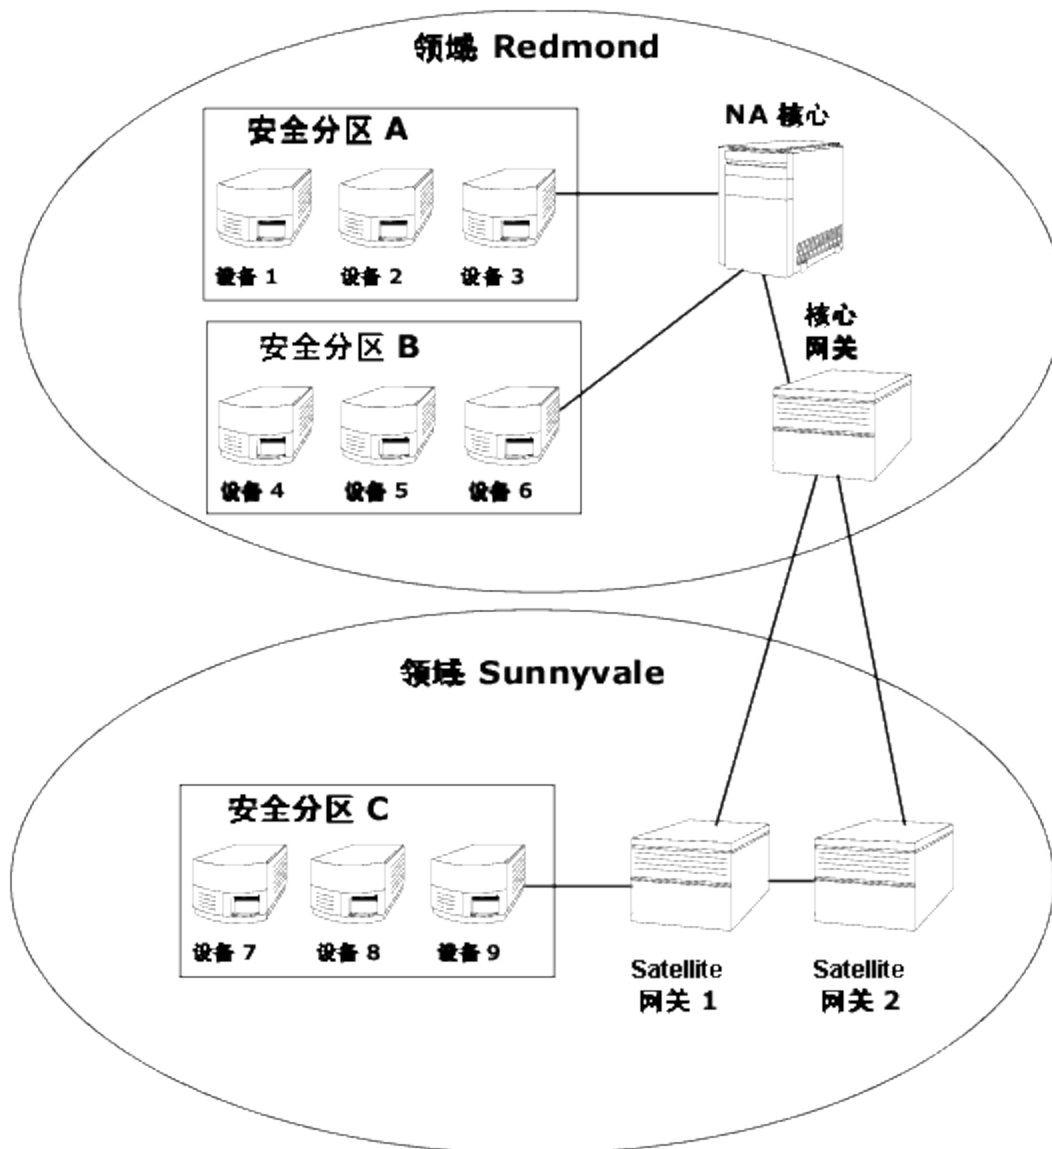 领域 Redmond
安全分区 A
NA 核心
设备 1
设备 2
设备 3
核心
网关
安全分区 B
设备 4
设备 5
设备 6
领域 Sunnyvale
安全分区 C
设备 7
设备 8
设备 9
Satellite
网关 1
Satellite
网关 2